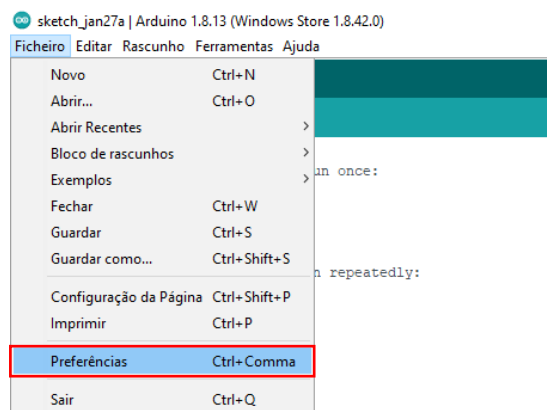 sketch_jan27a | Arduino 1.8.13 (Windows Store 1.8.42.0)
Ficheiro Editar Rascunho Ferramentas Ajuda
Novo Ctrl+N
Abrir... Ctrl+O
Abrir Recentes
Bloco de rascunhos
un once:
Exemplos
Fechar Ctrl+W
Guardar Ctrl+S
Guardar como... Ctrl+Shift+S
n repeatedly:
Configuração da Página Ctrl+Shift+P
Imprimir Ctrl+P
Preferências Ctrl+Comma
Sair Ctrl+Q